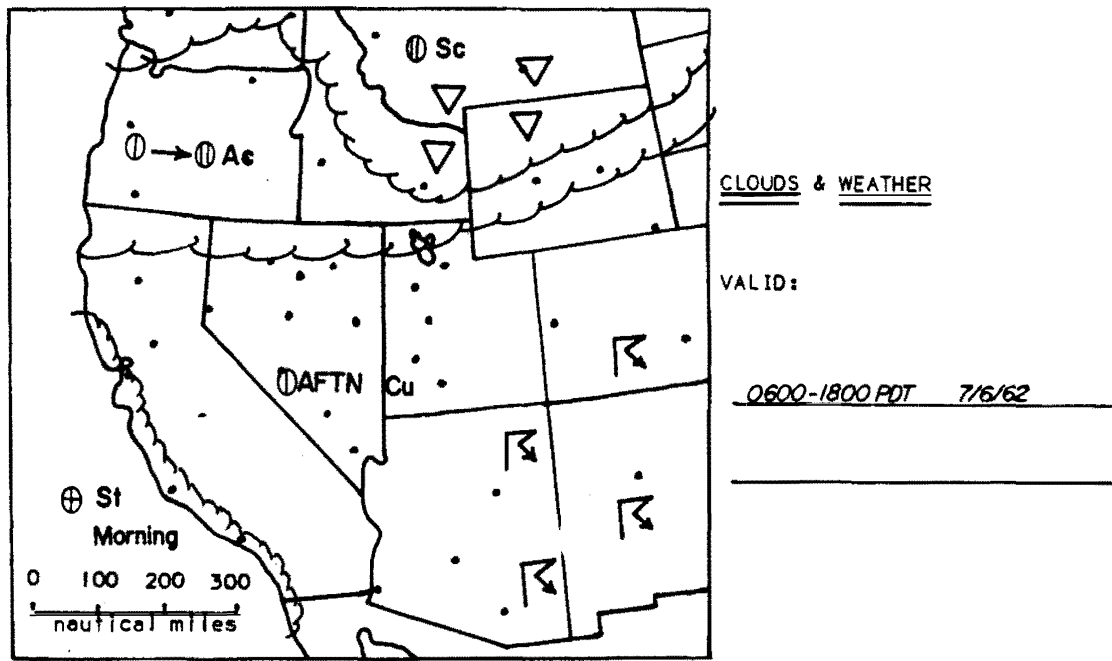 Sc
Ac
CLOUDS & WEATHER
VALID:
AFTN Cu
0600-1800 PDT 7/6/62
St
Morning
0 100 200 300
nautical miles